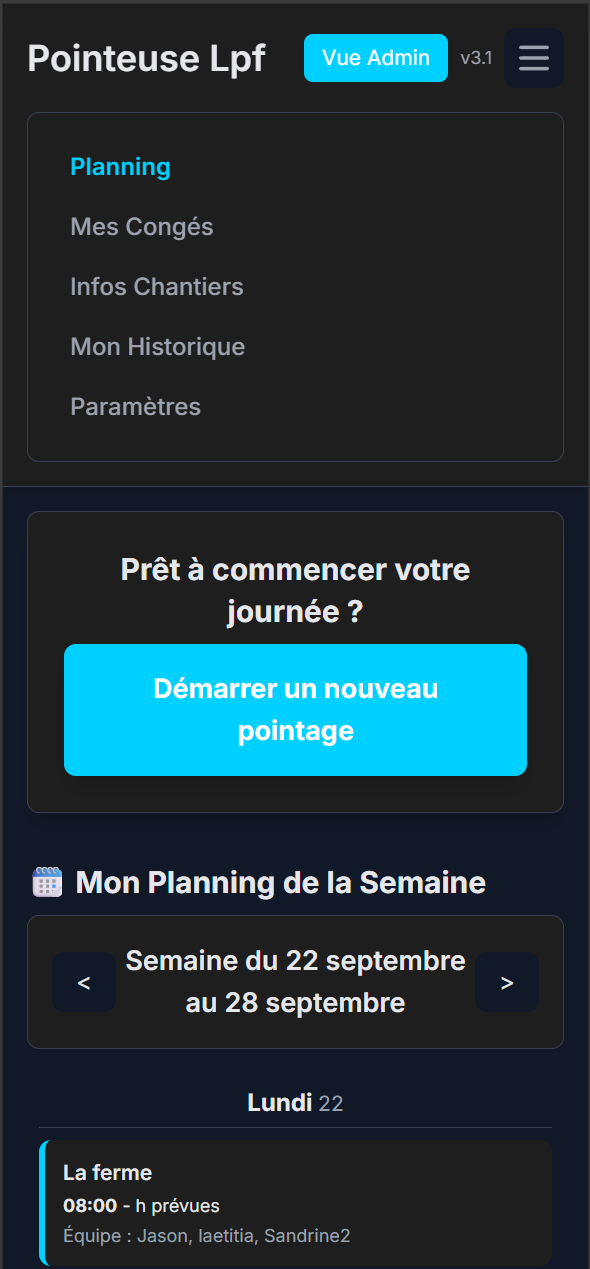 Pointeuse Lpf
Vue Admin
v3.1
Planning
Mes Congés
Infos Chantiers
Mon Historique
Paramètres
Prêt à commencer votre
journée ?
Démarrer un nouveau
pointage
Mon Planning de la Semaine
<
Semaine du 22 septembre
au 28 septembre
>
Lundi 22
La ferme
08:00 - h prévues
Équipe : Jason, laetitia, Sandrine2